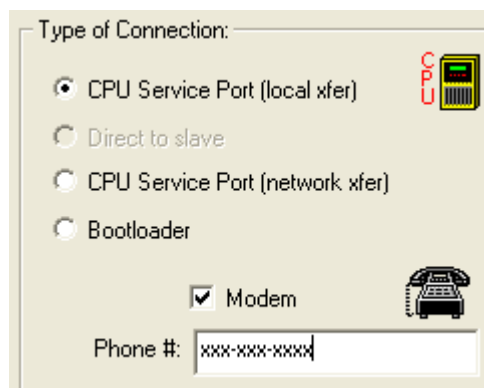 Type of Connection:
CPU
CPU Service Port (local xfer)
Direct to slave
CPU Service Port (network xfer)
Bootloader
Modem
Phone #: xxx-xxx-xxxx